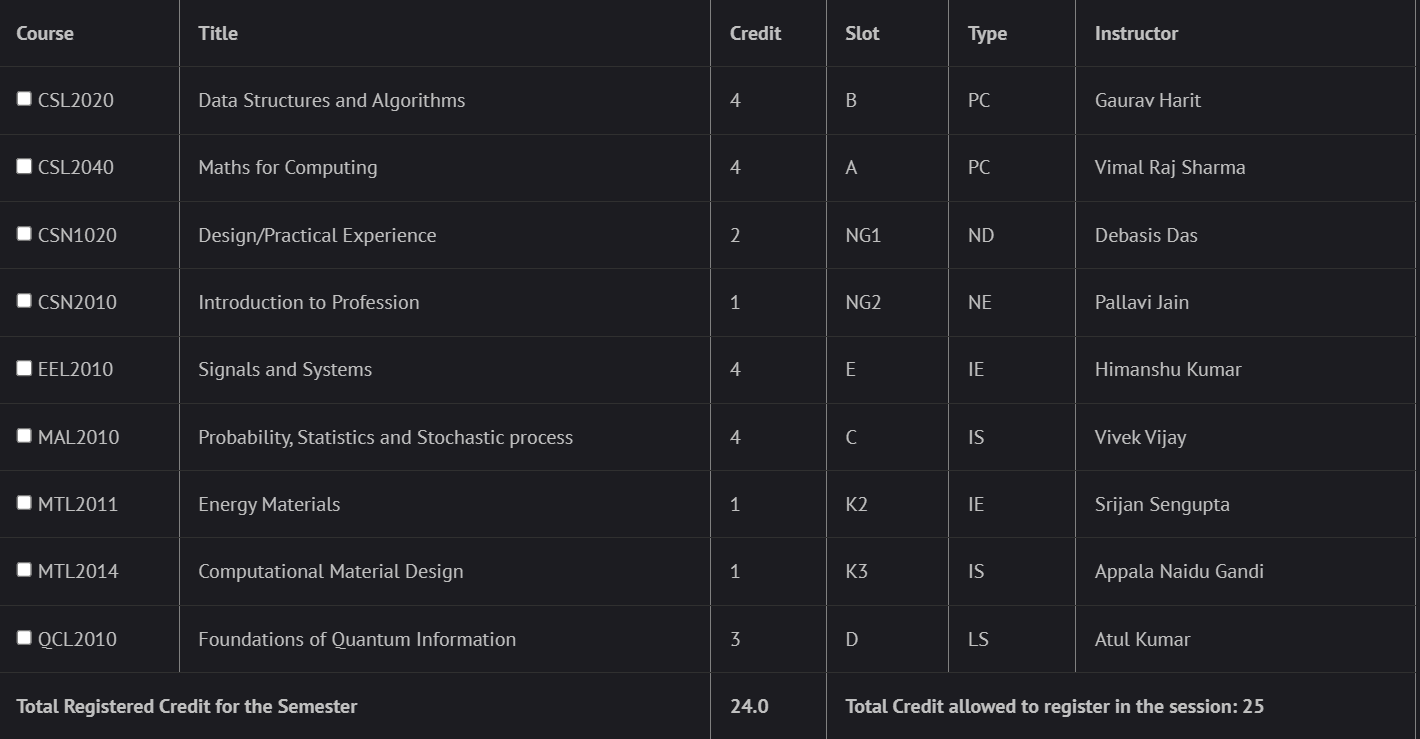 Course Title Credit Slot Type Instructor
CSL2020 Data Structures and Algorithms 4 B PC Gaurav Harit
CSL2040 Maths for Computing 4 A PC Vimal Raj Sharma
CSN1020 Design/Practical Experience 2 NG1 ND Debasis Das
CSN2010 Introduction to Profession 1 NG2 NE Pallavi Jain
EEL2010 Signals and Systems 4 E IE Himanshu Kumar
MAL2010 Probability, Statistics and Stochastic process 4 C IS Vivek Vijay
MTL2011 Energy Materials 1 K2 IE Srijan Sengupta
MTL2014 Computational Material Design 1 K3 IS Appala Naidu Gandi
QCL2010 Foundations of Quantum Information 3 D LS Atul Kumar
Total Registered Credit for the Semester 24.0 Total Credit allowed to register in the session: 25